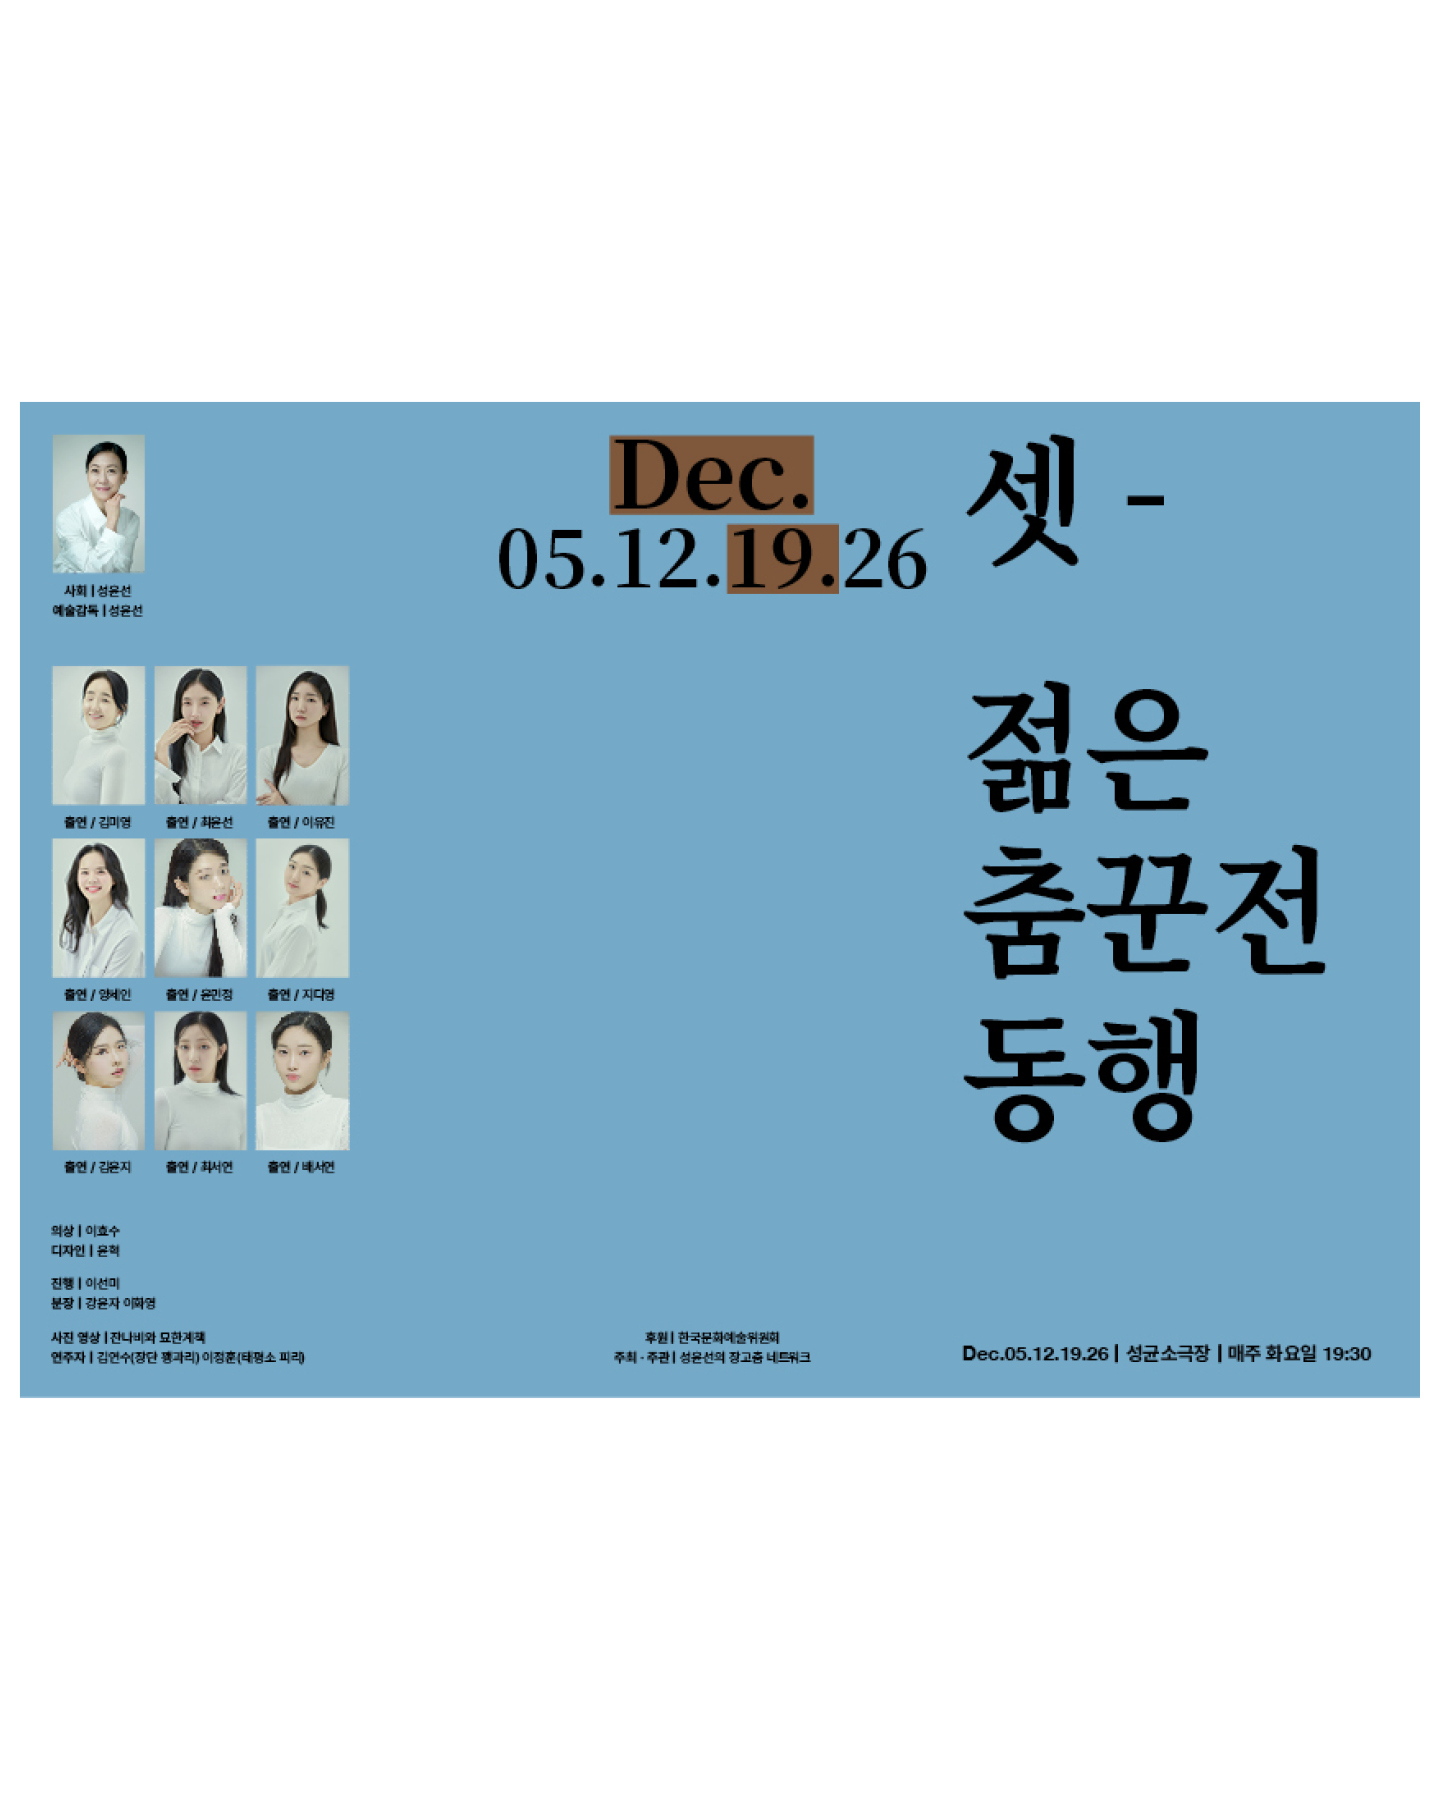 사회 | 성윤선
예술감독 | 성윤선
출연 / 김미영
출연 / 최윤선
출연 / 이유진
출연 / 양세인
출연 / 윤민정
출연 / 지다영
출연 / 김윤지
출연 / 최서연
출연 / 배서연
의상 | 이효수
디자인 | 윤혁
진행 | 이선미
분장 | 강윤자 이화영
사진 영상 | 잔나비와 묘한계책
연주자 | 김연수(장단 꽹과리) 이정훈(태평소 피리)
Dec.
05.12.19.26
후원 | 한국문화예술위원회
주최 · 주관 | 성윤선의 장고춤 네트워크
셋 -
젊은
춤꾼전
동행
Dec.05.12.19.26 | 성균소극장 | 매주 화요일 19:30